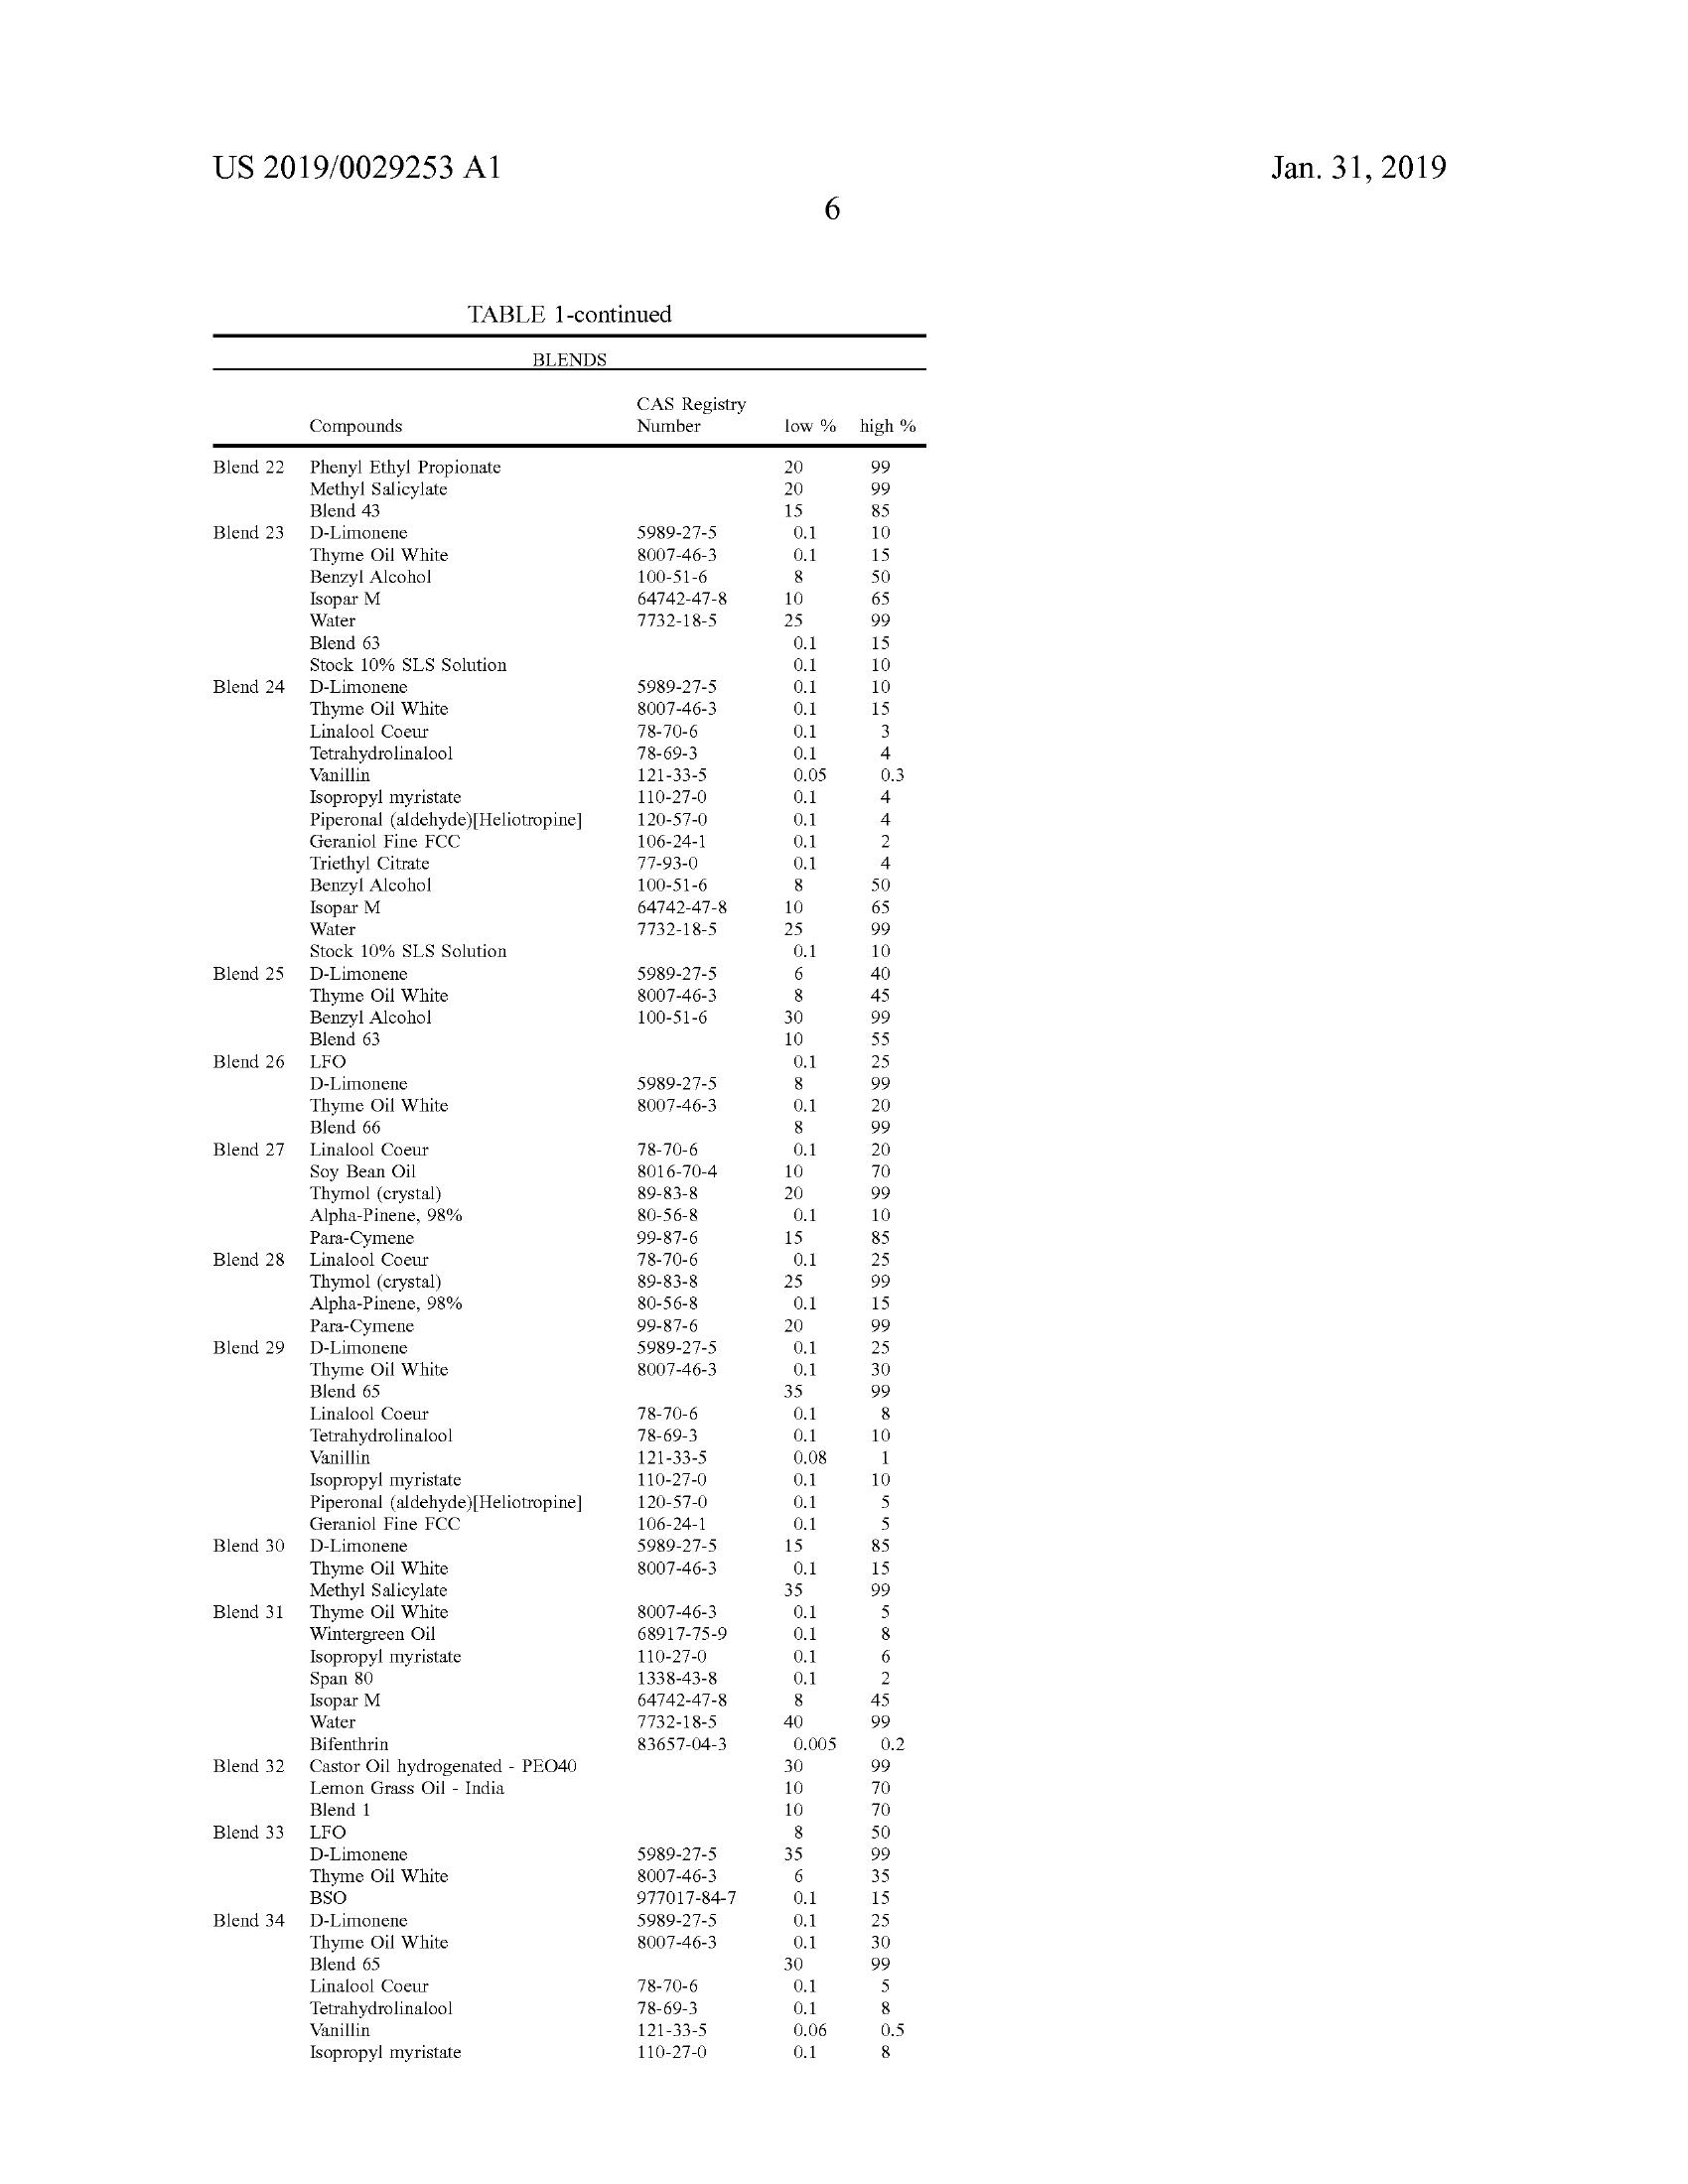 US 2019/0029253 A1 Jan. 31, 2019
6
TABLE 1-continued
BLENDS
CAS Registry
Compounds Number low % high %
Blend 22 Phenyl Ethyl Propionate 20 99
Methyl Salicylate 20 99
Blend 43 15 85
Blend 23 D-Limonene 5989-27-5 0.1 10
Thyme Oil White 8007-46-3 0.1 15
Benzyl Alcohol 100-51-6 8 50
Isopar M 64742-47-8 10 65
Water 7732-18-5 25 99
Blend 63 0.1 15
Stock 10% SLS Solution 0.1 10
Blend 24 D-Limonene 5989-27-5 0.1 10
Thyme Oil White 8007-46-3 0.1 15
Linalool Coeur 78-70-6 0.1 3
Tetrahydrolinalool 78-69-3 0.1 4
Vanillin 121-33-5 0.05 0.3
Isopropyl myristate 110-27-0 0.1 4
Piperonal (aldehyde)[Heliotropine] 120-57-0 0.1 4
Geraniol Fine FCC 106-24-1 0.1 2
Triethyl Citrate 77-93-0 0.1 4
Benzyl Alcohol 100-51-6 8 50
Isopar M 64742-47-8 10 65
Water 7732-18-5 25 99
Stock 10% SLS Solution 0.1 10
Blend 25 D-Limonene 5989-27-5 6 40
Thyme Oil White 8007-46-3 8 45
Benzyl Alcohol 100-51-6 30 99
Blend 63 10 55
Blend 26 LFO 0.1 25
D-Limonene 5989-27-5 8 99
Thyme Oil White 8007-46-3 0.1 20
Blend 66 8 99
Blend 27 Linalool Coeur 78-70-6 0.1 20
Soy Bean Oil 8016-70-4 10 70
Thymol (crystal) 89-83-8 20 99
Alpha-Pinene, 98% 80-56-8 0.1 10
Para-Cymene 99-87-6 15 85
Blend 28 Linalool Coeur 78-70-6 0.1 25
Thymol (crystal) 89-83-8 25 99
Alpha-Pinene, 98% 80-56-8 0.1 15
Para-Cymene 99-87-6 20 99
Blend 29 D-Limonene 5989-27-5 0.1 25
Thyme Oil White 8007-46-3 0.1 30
Blend 65 35 99
Linalool Coeur 78-70-6 0.1 8
Tetrahydrolinalool 78-69-3 0.1 10
Vanillin 121-33-5 0.08 1
Isopropyl myristate 110-27-0 0.1 10
Piperonal (aldehyde)[Heliotropine] 120-57-0 0.1 5
Geraniol Fine FCC 106-24-1 0.1 5
Blend 30 D-Limonene 5989-27-5 15 85
Thyme Oil White 8007-46-3 0.1 15
Methyl Salicylate 35 99
Blend 31 Thyme Oil White 8007-46-3 0.1 5
Wintergreen Oil 68917-75-9 0.1 8
Isopropyl myristate 110-27-0 0.1 6
Span 80 1338-43-8 0.1 2
Isopar M 64742-47-8 8 45
Water 7732-18-5 40 99
Bifenthrin 83657-04-3 0.005 0.2
Blend 32 Castor Oil hydrogenated - PEO40 30 99
Lemon Grass Oil - India 10 70
Blend 1 10 70
Blend 33 LFO 8 50
D-Limonene 5989-27-5 35 99
Thyme Oil White 8007-46-3 6 35
BSO 977017-84-7 0.1 15
Blend 34 D-Limonene 5989-27-5 0.1 25
Thyme Oil White 8007-46-3 0.1 30
Blend 65 30 99
Linalool Coeur 78-70-6 0.1 5
Tetrahydrolinalool 78-69-3 0.1 8
Vanillin 121-33-5 0.06 0.5
Isopropyl myristate 110-27-0 0.1 8